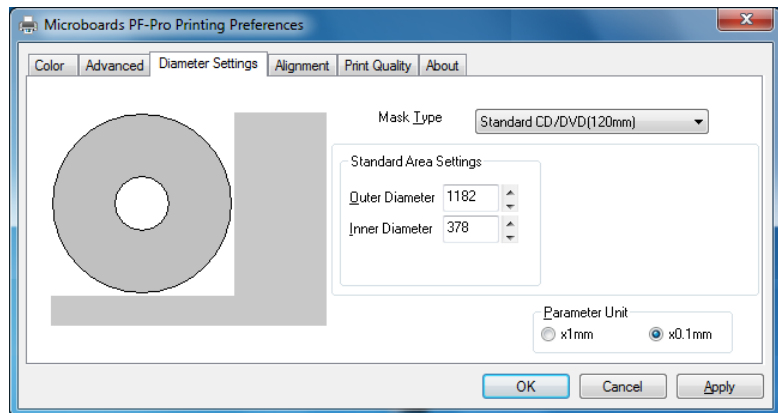 Microboards PF-Pro Printing Preferences
Color Advanced Diameter Settings Alignment Print Quality About
Mask Type Standard CD/DVD(120mm)
Standard Area Settings
Outer Diameter 1182
Inner Diameter 378
Parameter Unit
x1mm x0.1mm
OK Cancel Apply